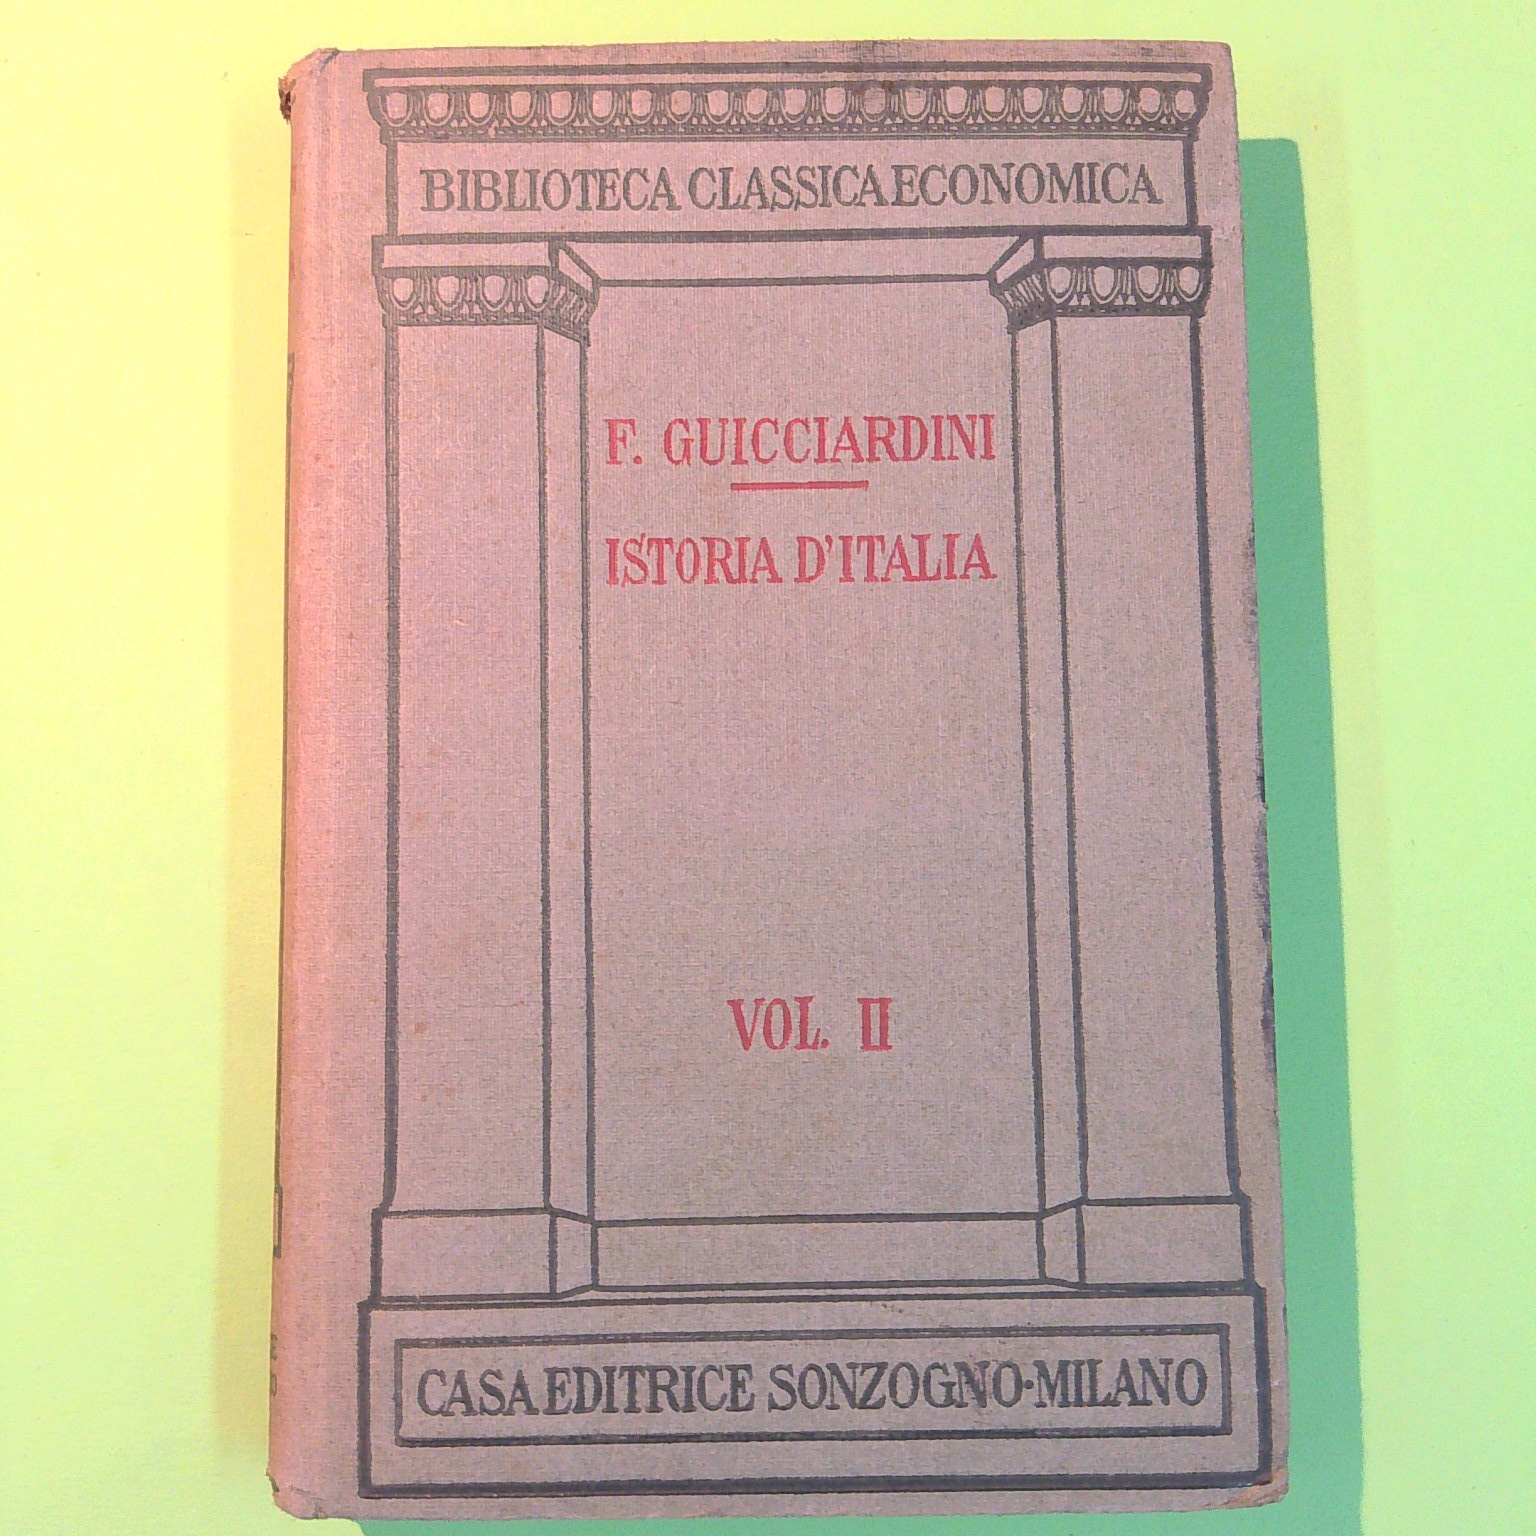 BIBLIOTECA CLASSICA ECONOMICA
F. GUICCIARDINI
ISTORIA D'ITALIA
VOL. II
CASA EDITRICE SONZOGNO·MILANO